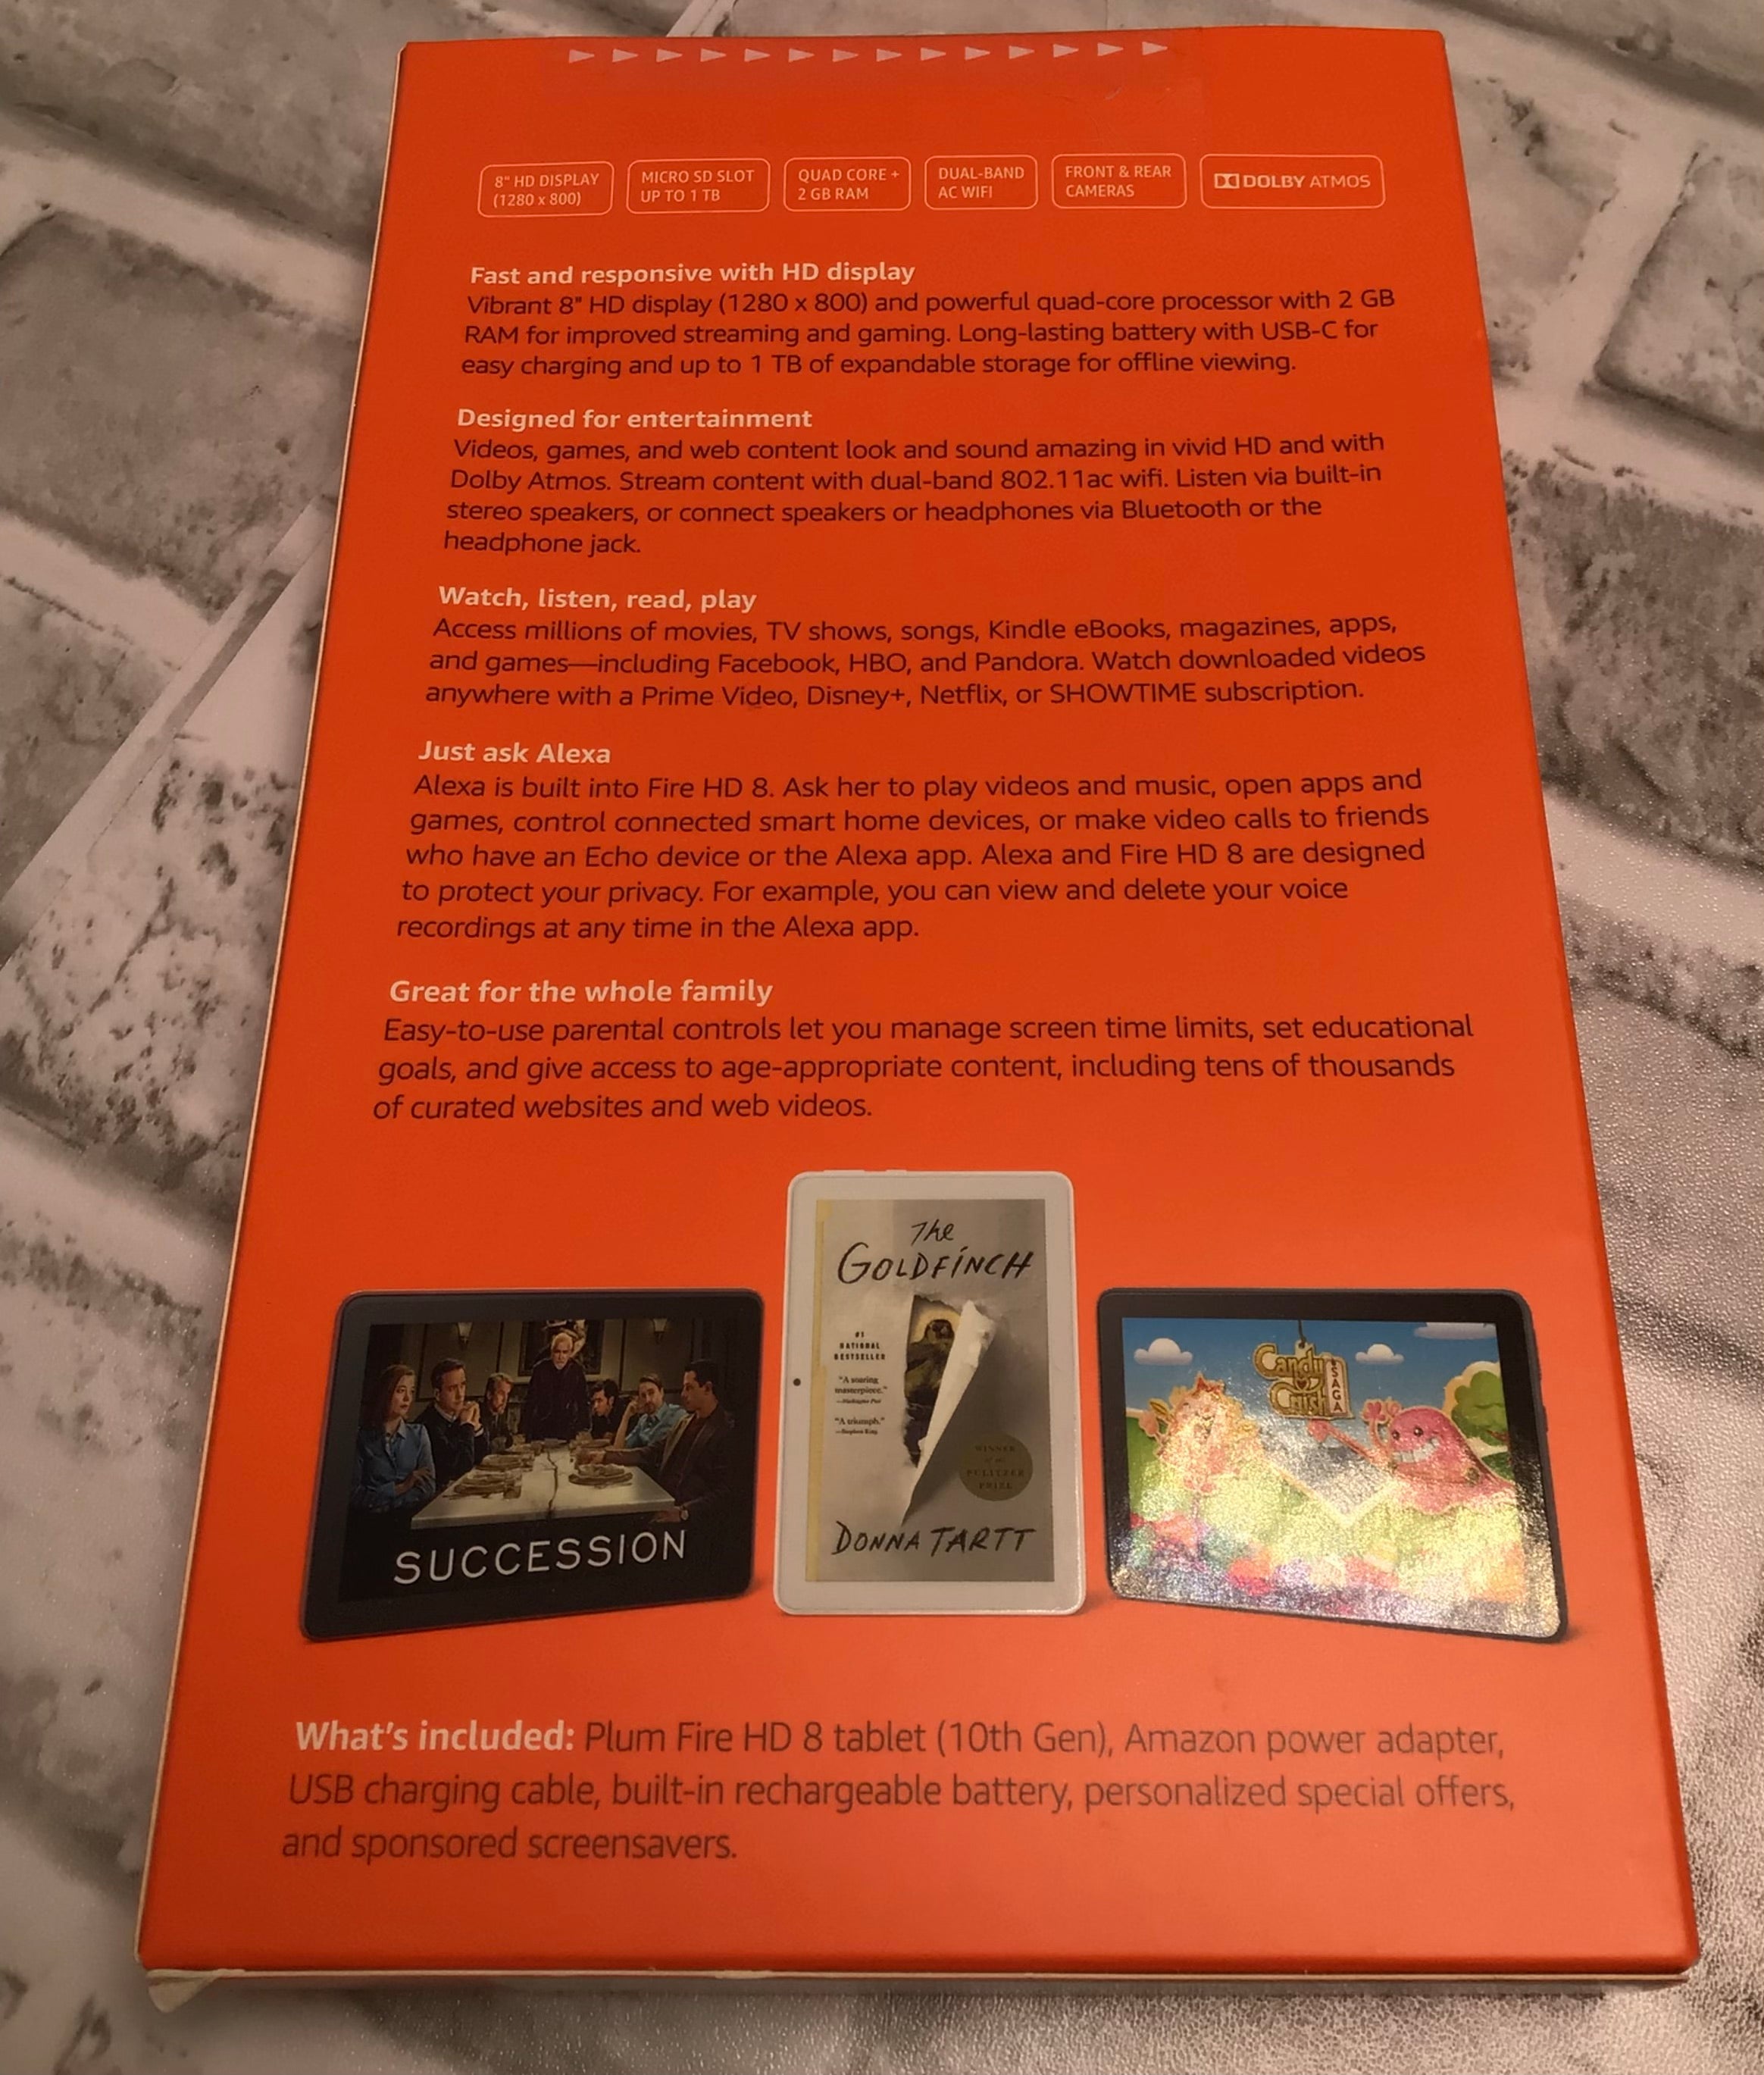 8" HD DISPLAY
(1280 x 800)
MICRO SD SLOT
UP TO 1 TB
QUAD CORE +
2 GB RAM
DUAL-BAND
AC WIFI
FRONT & REAR
CAMERAS
DOLBY ATMOS
Fast and responsive with HD display
Vibrant 8" HD display (1280 x 800) and powerful quad-core processor with 2 GB
RAM for improved streaming and gaming. Long-lasting battery with USB-C for
easy charging and up to 1 TB of expandable storage for offline viewing.
Designed for entertainment
Videos, games, and web content look and sound amazing in vivid HD and with
Dolby Atmos. Stream content with dual-band 802.11ac wifi. Listen via built-in
stereo speakers, or connect speakers or headphones via Bluetooth or the
headphone jack.
Watch, listen, read, play
Access millions of movies, TV shows, songs, Kindle eBooks, magazines, apps,
and games—including Facebook, HBO, and Pandora. Watch downloaded videos
anywhere with a Prime Video, Disney+, Netflix, or SHOWTIME subscription.
Just ask Alexa
Alexa is built into Fire HD 8. Ask her to play videos and music, open apps and
games, control connected smart home devices, or make video calls to friends
who have an Echo device or the Alexa app. Alexa and Fire HD 8 are designed
to protect your privacy. For example, you can view and delete your voice
recordings at any time in the Alexa app.
Great for the whole family
Easy-to-use parental controls let you manage screen time limits, set educational
goals, and give access to age-appropriate content, including tens of thousands
of curated websites and web videos.
SUCCESSION
The
GOLDFINCH
#1
NATIONAL
BESTSELLER
"A soaring
masterpiece."
—Washington Post
"A triumph."
—Stephen King
WINNER
of the
PULITZER
PRIZE
DONNA TARTT
Candy
Crush
SAGA
What's included: Plum Fire HD 8 tablet (10th Gen), Amazon power adapter,
USB charging cable, built-in rechargeable battery, personalized special offers,
and sponsored screensavers.